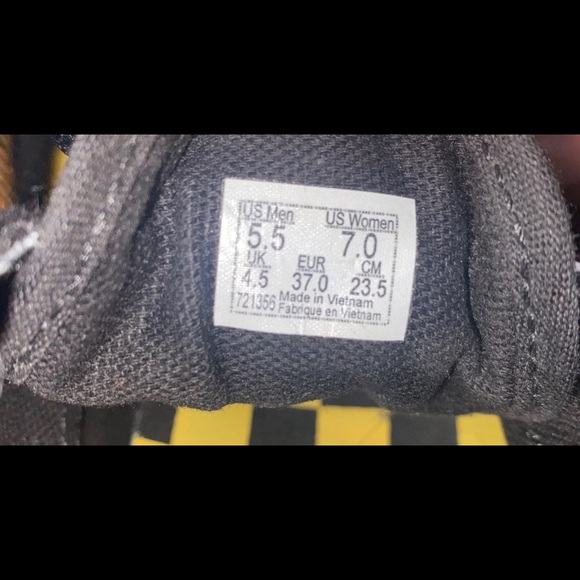 US Men US Women
5.5 7.0
UK EUR CM
4.5 37.0 23.5
721356 Made in Vietnam
Fabrique en Vietnam